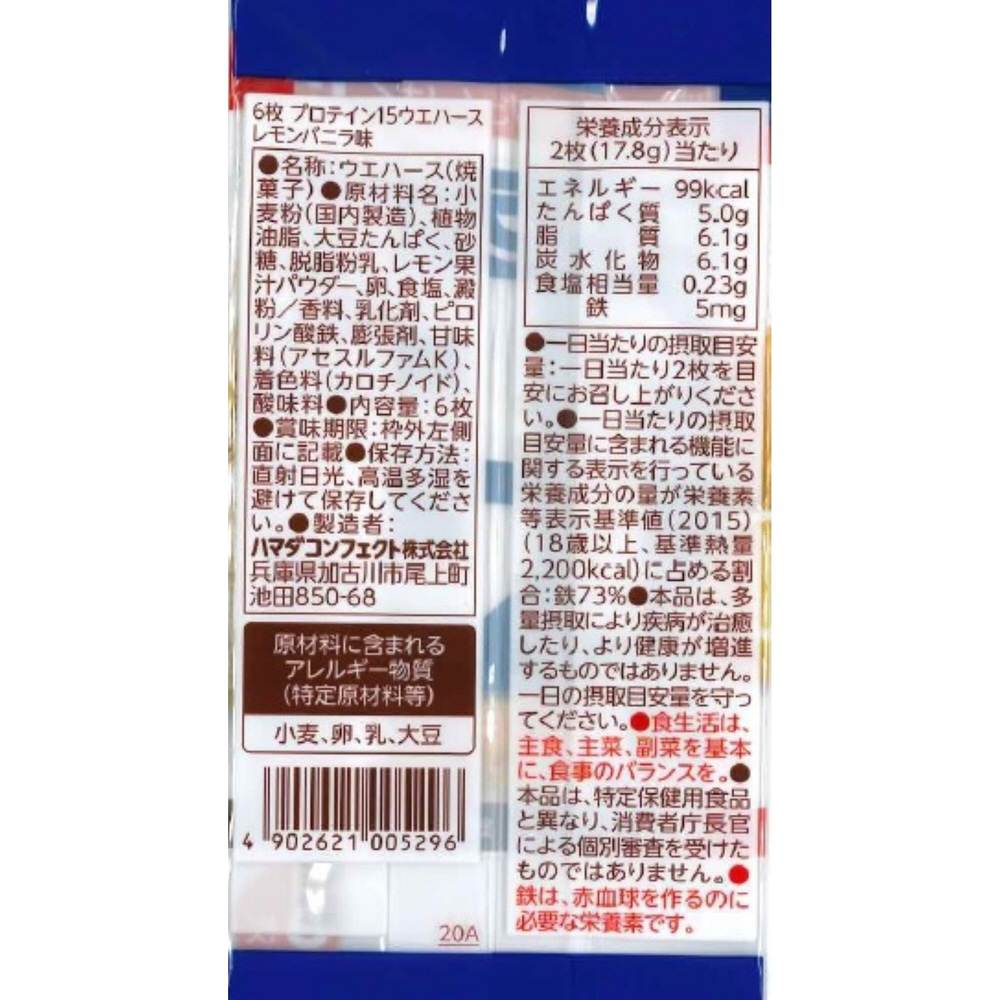 6枚 プロテイン15ウエハース
レモンバニラ味
●名称:ウエハース(焼
菓子)●原材料名:小
麦粉(国内製造)、植物
油脂、大豆たんぱく、砂
糖、脱脂粉乳、レモン果
汁パウダー、卵、食塩、澱
粉/香料、乳化剤、ピロ
リン酸鉄、膨張剤、甘味
料(アセスルファムK)、
着色料(カロチノイド)、
酸味料●内容量:6枚
●賞味期限:枠外左側
面に記載●保存方法:
直射日光、高温多湿を
避けて保存してくださ
い。●製造者:
ハマダコンフェクト株式会社
兵庫県加古川市尾上町
池田850-68
原材料に含まれる
アレルギー物質
(特定原材料等)
小麦、卵、乳、大豆
4 902621 005296
20A
栄養成分表示
2枚(17.8g)当たり
エネルギー 99kcal
たんぱく質 5.0g
脂質 6.1g
炭水化物 6.1g
食塩相当量 0.23g
鉄 5mg
●一日当たりの摂取目安
量:一日当たり2枚を目
安にお召し上がりくださ
い。●一日当たりの摂取
目安量に含まれる機能に
関する表示を行っている
栄養成分の量が栄養素
等表示基準値(2015)
(18歳以上、基準熱量
2,200kcal)に占める割
合:鉄73%●本品は、多
量摂取により疾病が治癒
したり、より健康が増進
するものではありません。
一日の摂取目安量を守っ
てください。●食生活は、
主食、主菜、副菜を基本
に、食事のバランスを。●
本品は、特定保健用食品
と異なり、消費者庁長官
による個別審査を受けた
ものではありません。●
鉄は、赤血球を作るのに
必要な栄養素です。